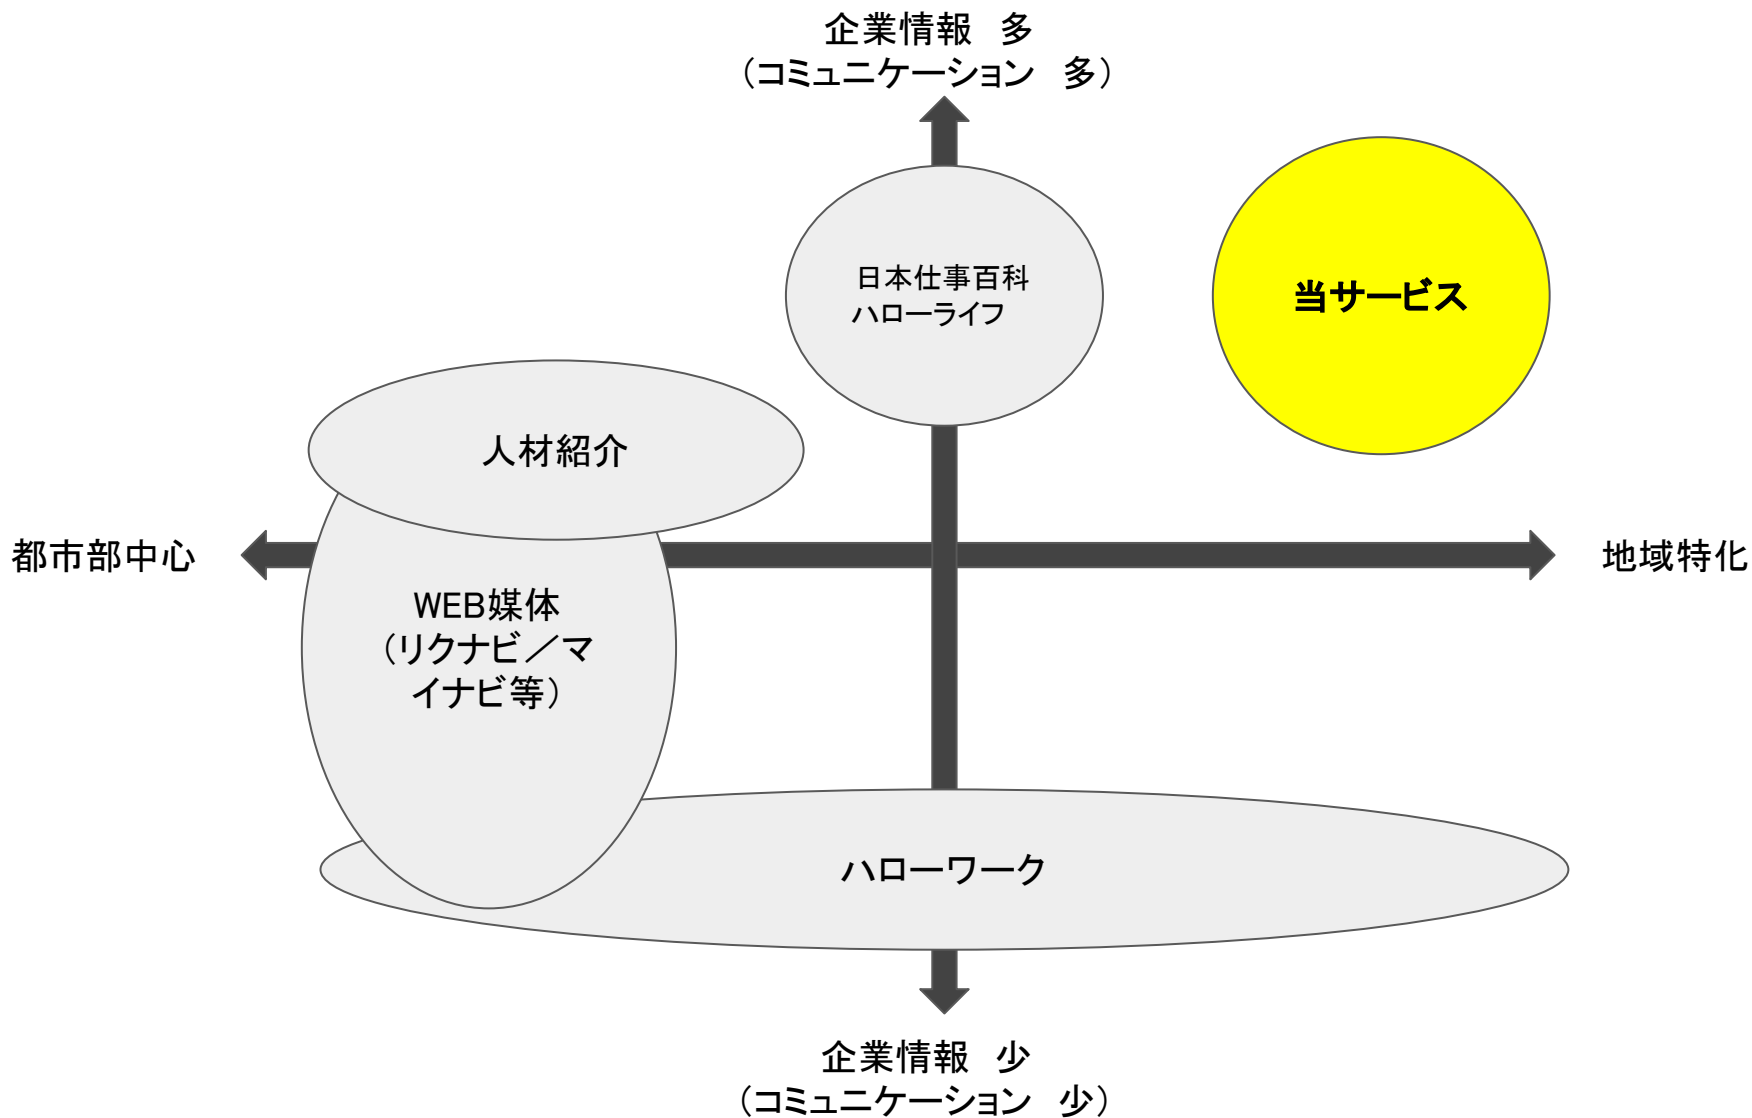 企業情報　多
（コミュニケーション　多）
日本仕事百科
ハローライフ
当サービス
人材紹介
都市部中心
地域特化
WEB媒体
（リクナビ／マ
イナビ等）
ハローワーク
企業情報　少
（コミュニケーション　少）